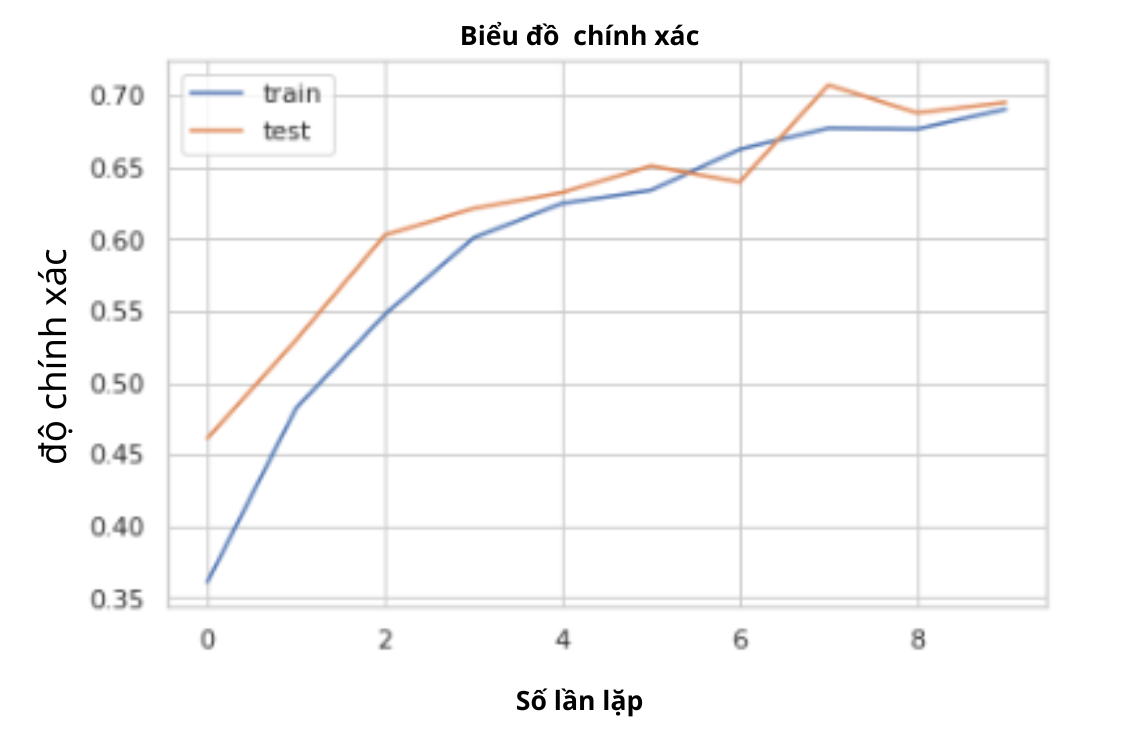 Biểu đồ chính xác
train
test
độ chính xác
0.70
0.65
0.60
0.55
0.50
0.45
0.40
0.35
0 2 4 6 8
Số lần lặp